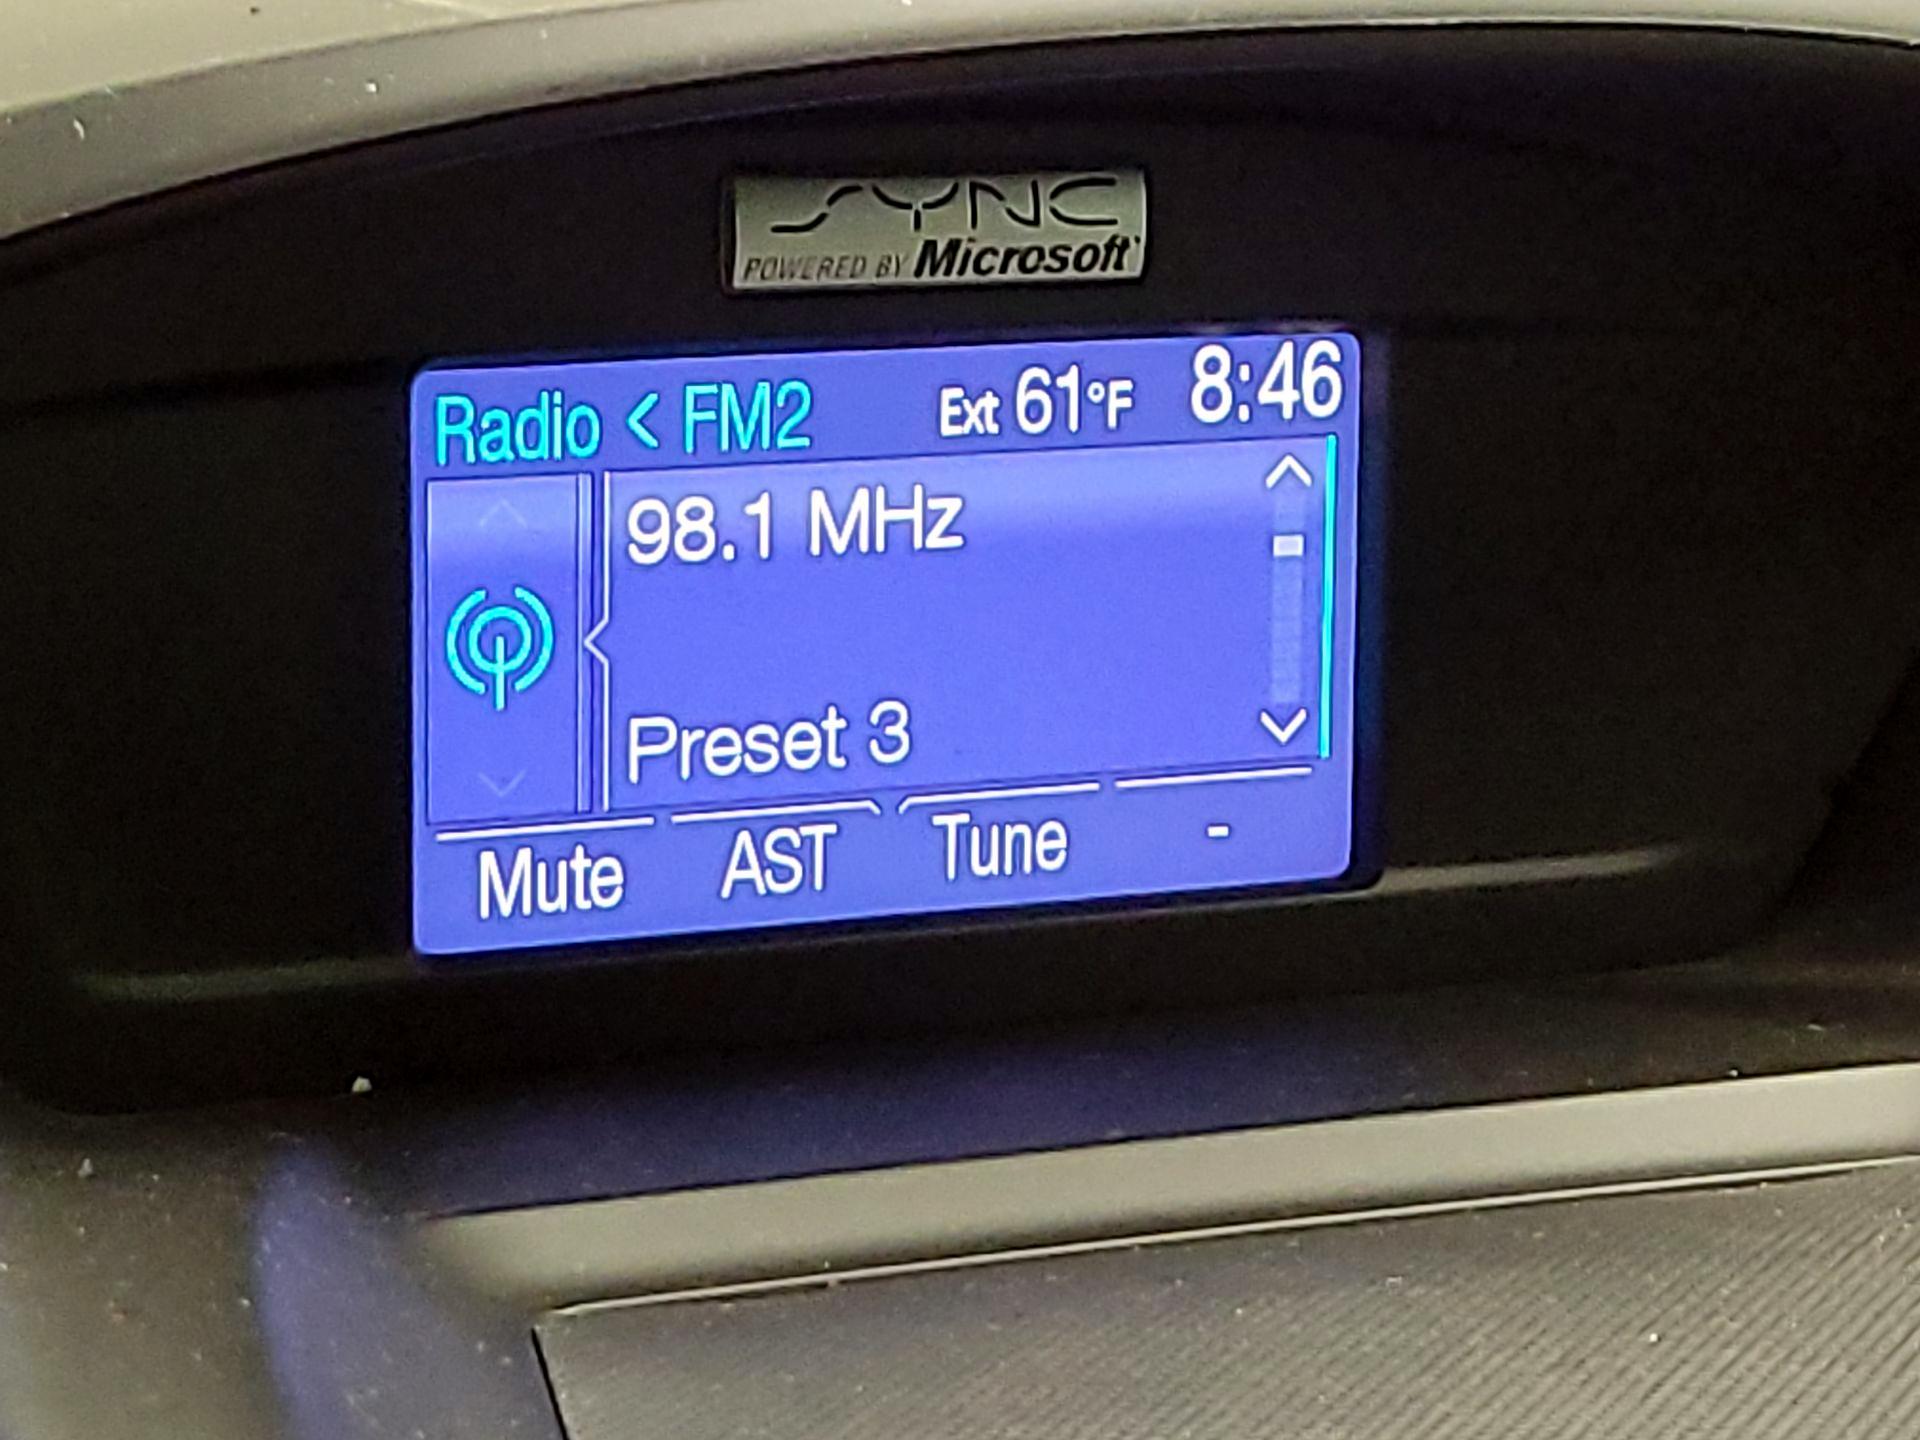 SYNC
POWERED BY Microsoft
Radio < FM2 Ext 61°F 8:46
98.1 MHz
Preset 3
Mute AST Tune -